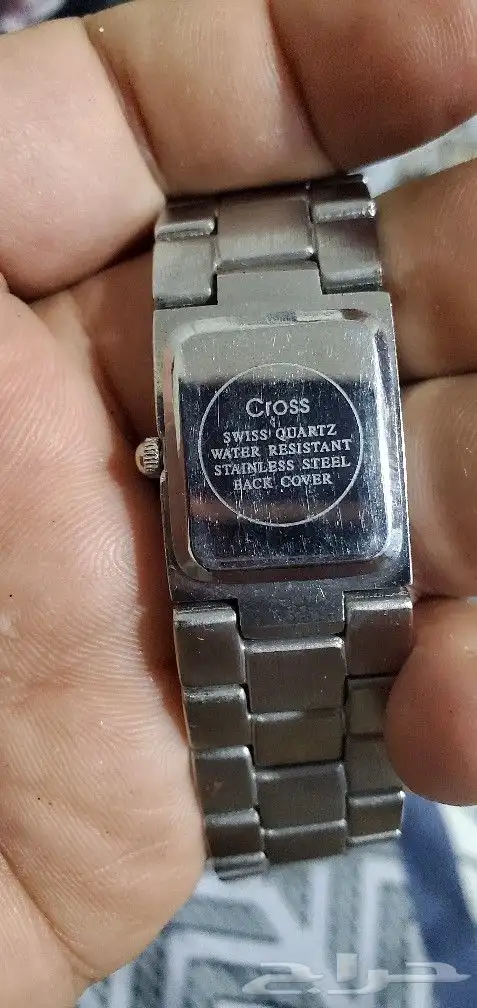 Cross
SWISS QUARTZ
WATER RESISTANT
STAINLESS STEEL
BACK COVER
حراج